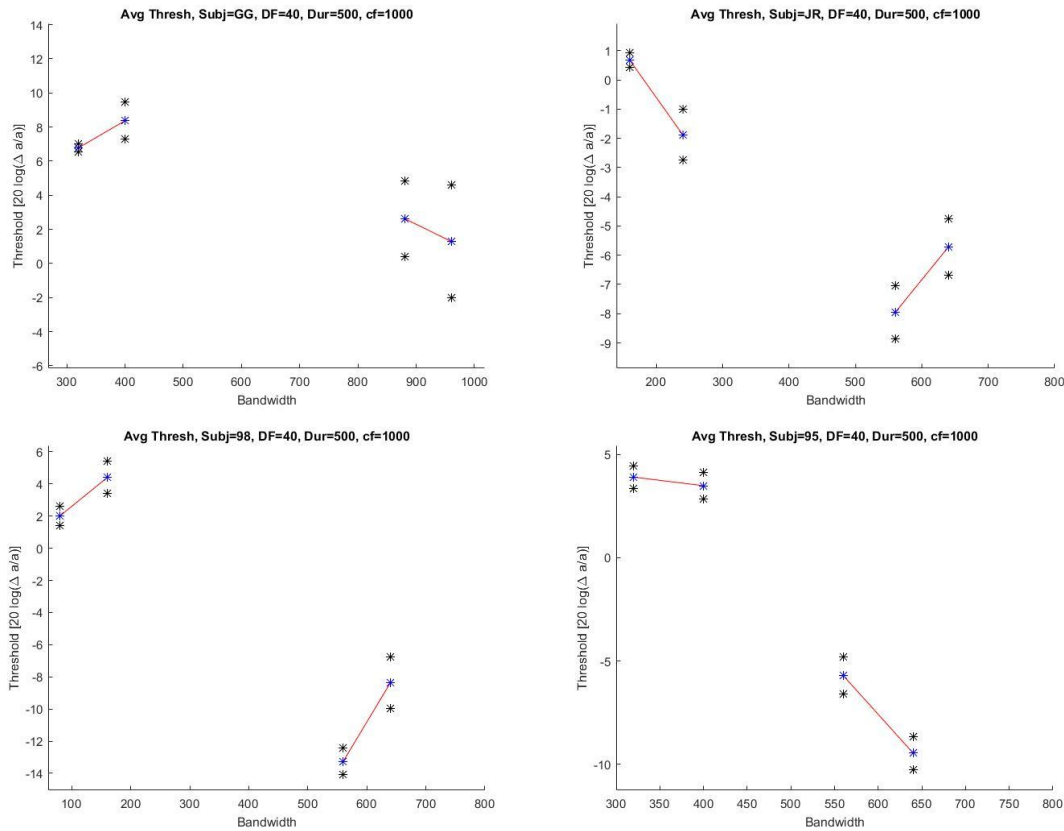 Avg Thresh, Subj=GG, DF=40, Dur=500, cf=1000
14
12
10
8
6
4
2
0
-2
-4
-6
Threshold [20 log(Δ a/a)]
300 400 500 600 700 800 900 1000
Bandwidth
Avg Thresh, Subj=JR, DF=40, Dur=500, cf=1000
1
0
-1
-2
-3
-4
-5
-6
-7
-8
-9
Threshold [20 log(Δ a/a)]
200 300 400 500 600 700 800
Bandwidth
Avg Thresh, Subj=98, DF=40, Dur=500, cf=1000
6
4
2
0
-2
-4
-6
-8
-10
-12
-14
Threshold [20 log(Δ a/a)]
100 200 300 400 500 600 700 800
Bandwidth
Avg Thresh, Subj=95, DF=40, Dur=500, cf=1000
5
0
-5
-10
Threshold [20 log(Δ a/a)]
300 350 400 450 500 550 600 650 700 750 800
Bandwidth